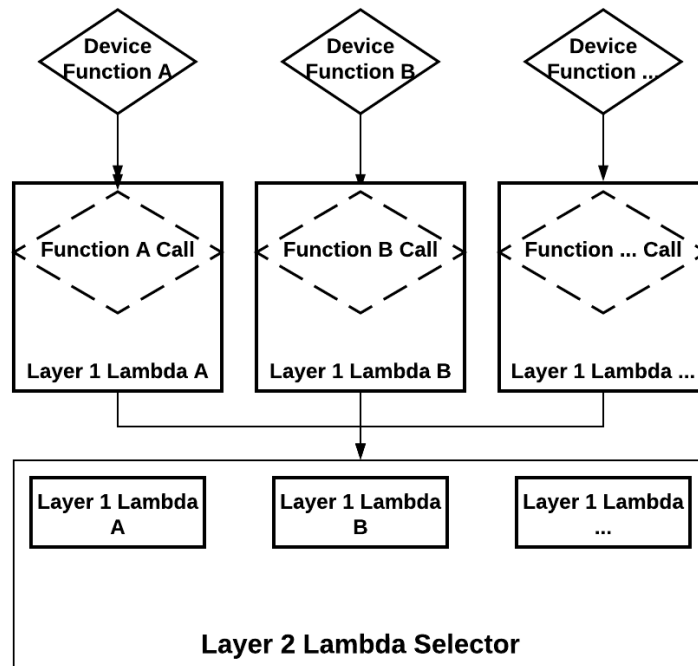 Device
Function A
Device
Function B
Device
Function ...
Function A Call
Function B Call
Function ... Call
Layer 1 Lambda A
Layer 1 Lambda B
Layer 1 Lambda ...
Layer 1 Lambda
A
Layer 1 Lambda
B
Layer 1 Lambda
...
Layer 2 Lambda Selector